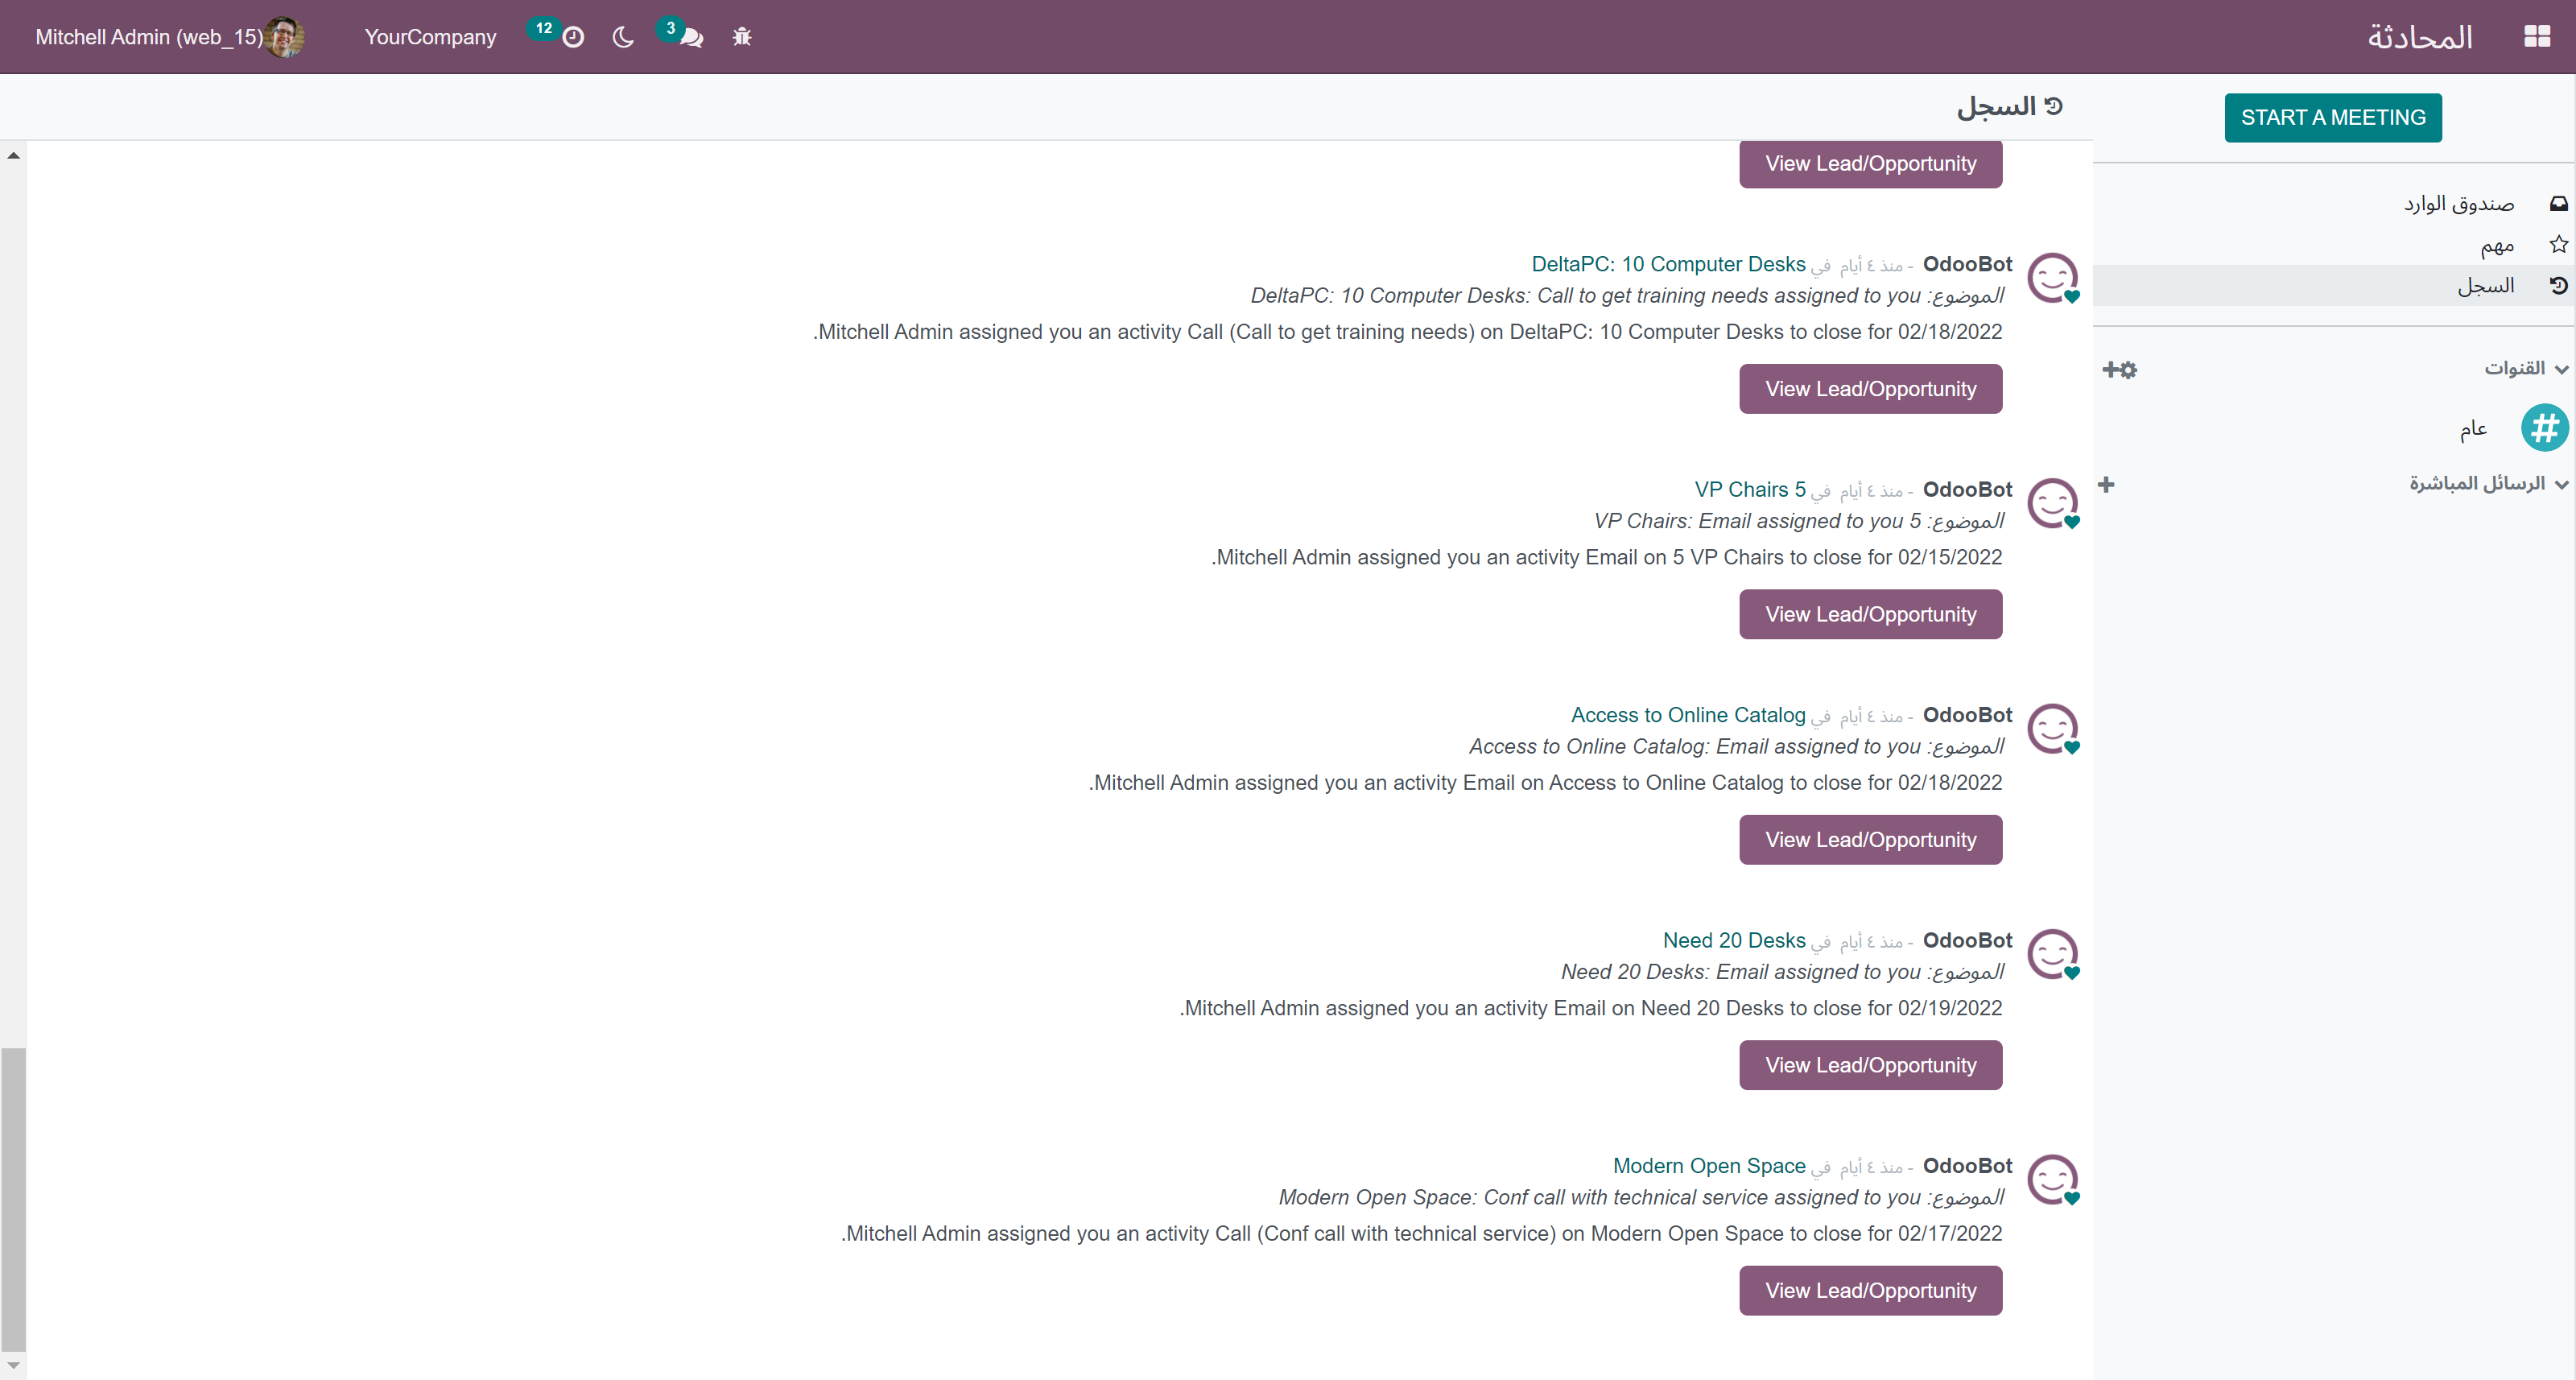 المحادثة
3
12
YourCompany
Mitchell Admin (web_15)
START A MEETING
صندوق الوارد
مهم
السجل
القنوات
عام
الرسائل المباشرة
السجل
View Lead/Opportunity
OdooBot - منذ ٤ أيام في DeltaPC: 10 Computer Desks
الموضوع: DeltaPC: 10 Computer Desks: Call to get training needs assigned to you
Mitchell Admin assigned you an activity Call (Call to get training needs) on DeltaPC: 10 Computer Desks to close for 02/18/2022.
View Lead/Opportunity
OdooBot - منذ ٤ أيام في 5 VP Chairs
الموضوع: 5 VP Chairs: Email assigned to you
Mitchell Admin assigned you an activity Email on 5 VP Chairs to close for 02/15/2022.
View Lead/Opportunity
OdooBot - منذ ٤ أيام في Access to Online Catalog
الموضوع: Access to Online Catalog: Email assigned to you
Mitchell Admin assigned you an activity Email on Access to Online Catalog to close for 02/18/2022.
View Lead/Opportunity
OdooBot - منذ ٤ أيام في Need 20 Desks
الموضوع: Need 20 Desks: Email assigned to you
Mitchell Admin assigned you an activity Email on Need 20 Desks to close for 02/19/2022.
View Lead/Opportunity
OdooBot - منذ ٤ أيام في Modern Open Space
الموضوع: Modern Open Space: Conf call with technical service assigned to you
Mitchell Admin assigned you an activity Call (Conf call with technical service) on Modern Open Space to close for 02/17/2022.
View Lead/Opportunity